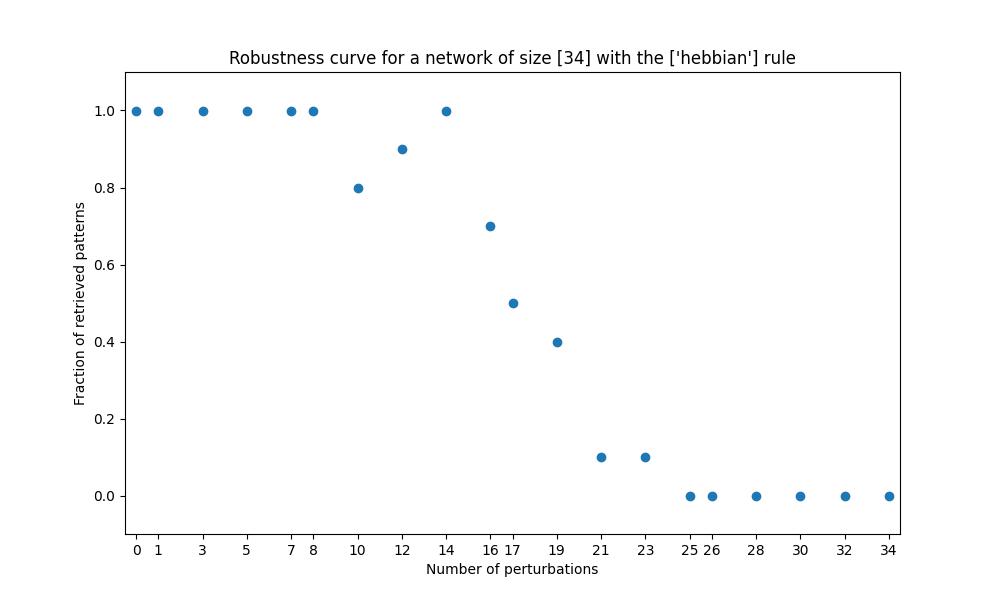 Robustness curve for a network of size [34] with the ['hebbian'] rule
Fraction of retrieved patterns
1.0
0.8
0.6
0.4
0.2
0.0
0 1 3 5 7 8 10 12 14 16 17 19 21 23 25 26 28 30 32 34
Number of perturbations